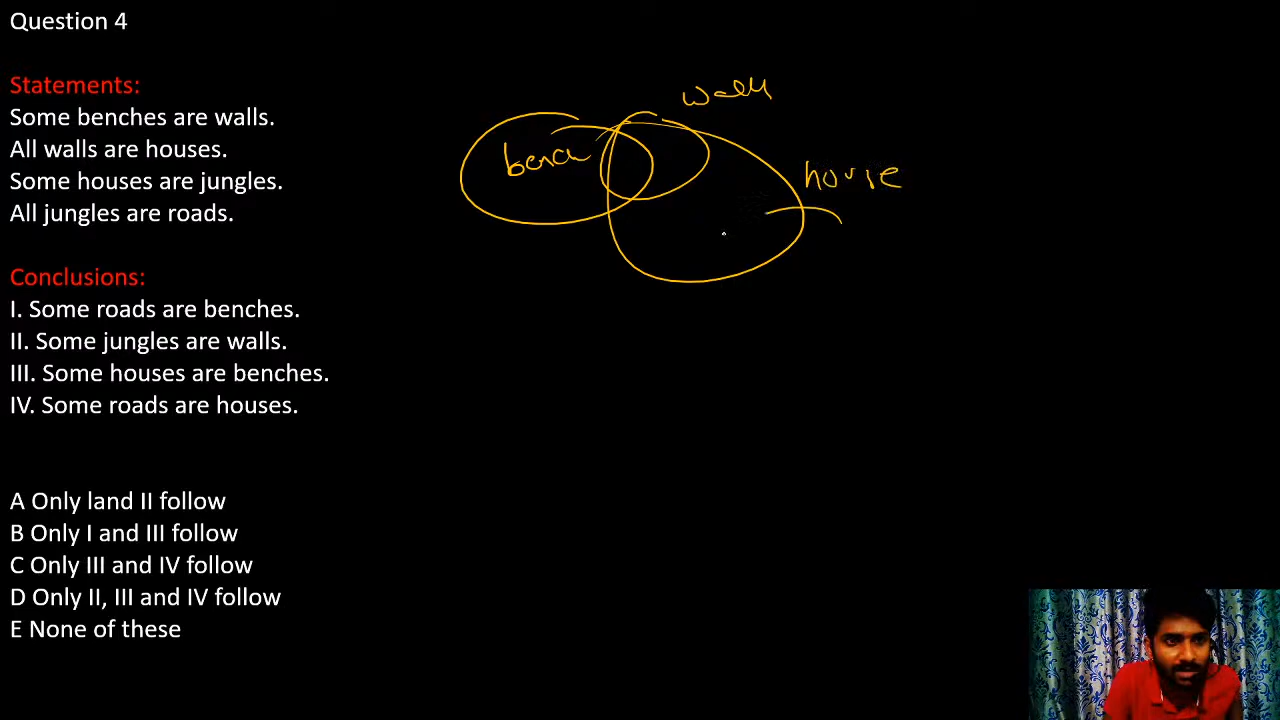 Question 4
Statements:
Some benches are walls.
All walls are houses.
Some houses are jungles.
All jungles are roads.
Conclusions:
I. Some roads are benches.
II. Some jungles are walls.
III. Some houses are benches.
IV. Some roads are houses.
A Only land II follow
B Only I and III follow
C Only III and IV follow
D Only II, III and IV follow
E None of these
walls
bench
house